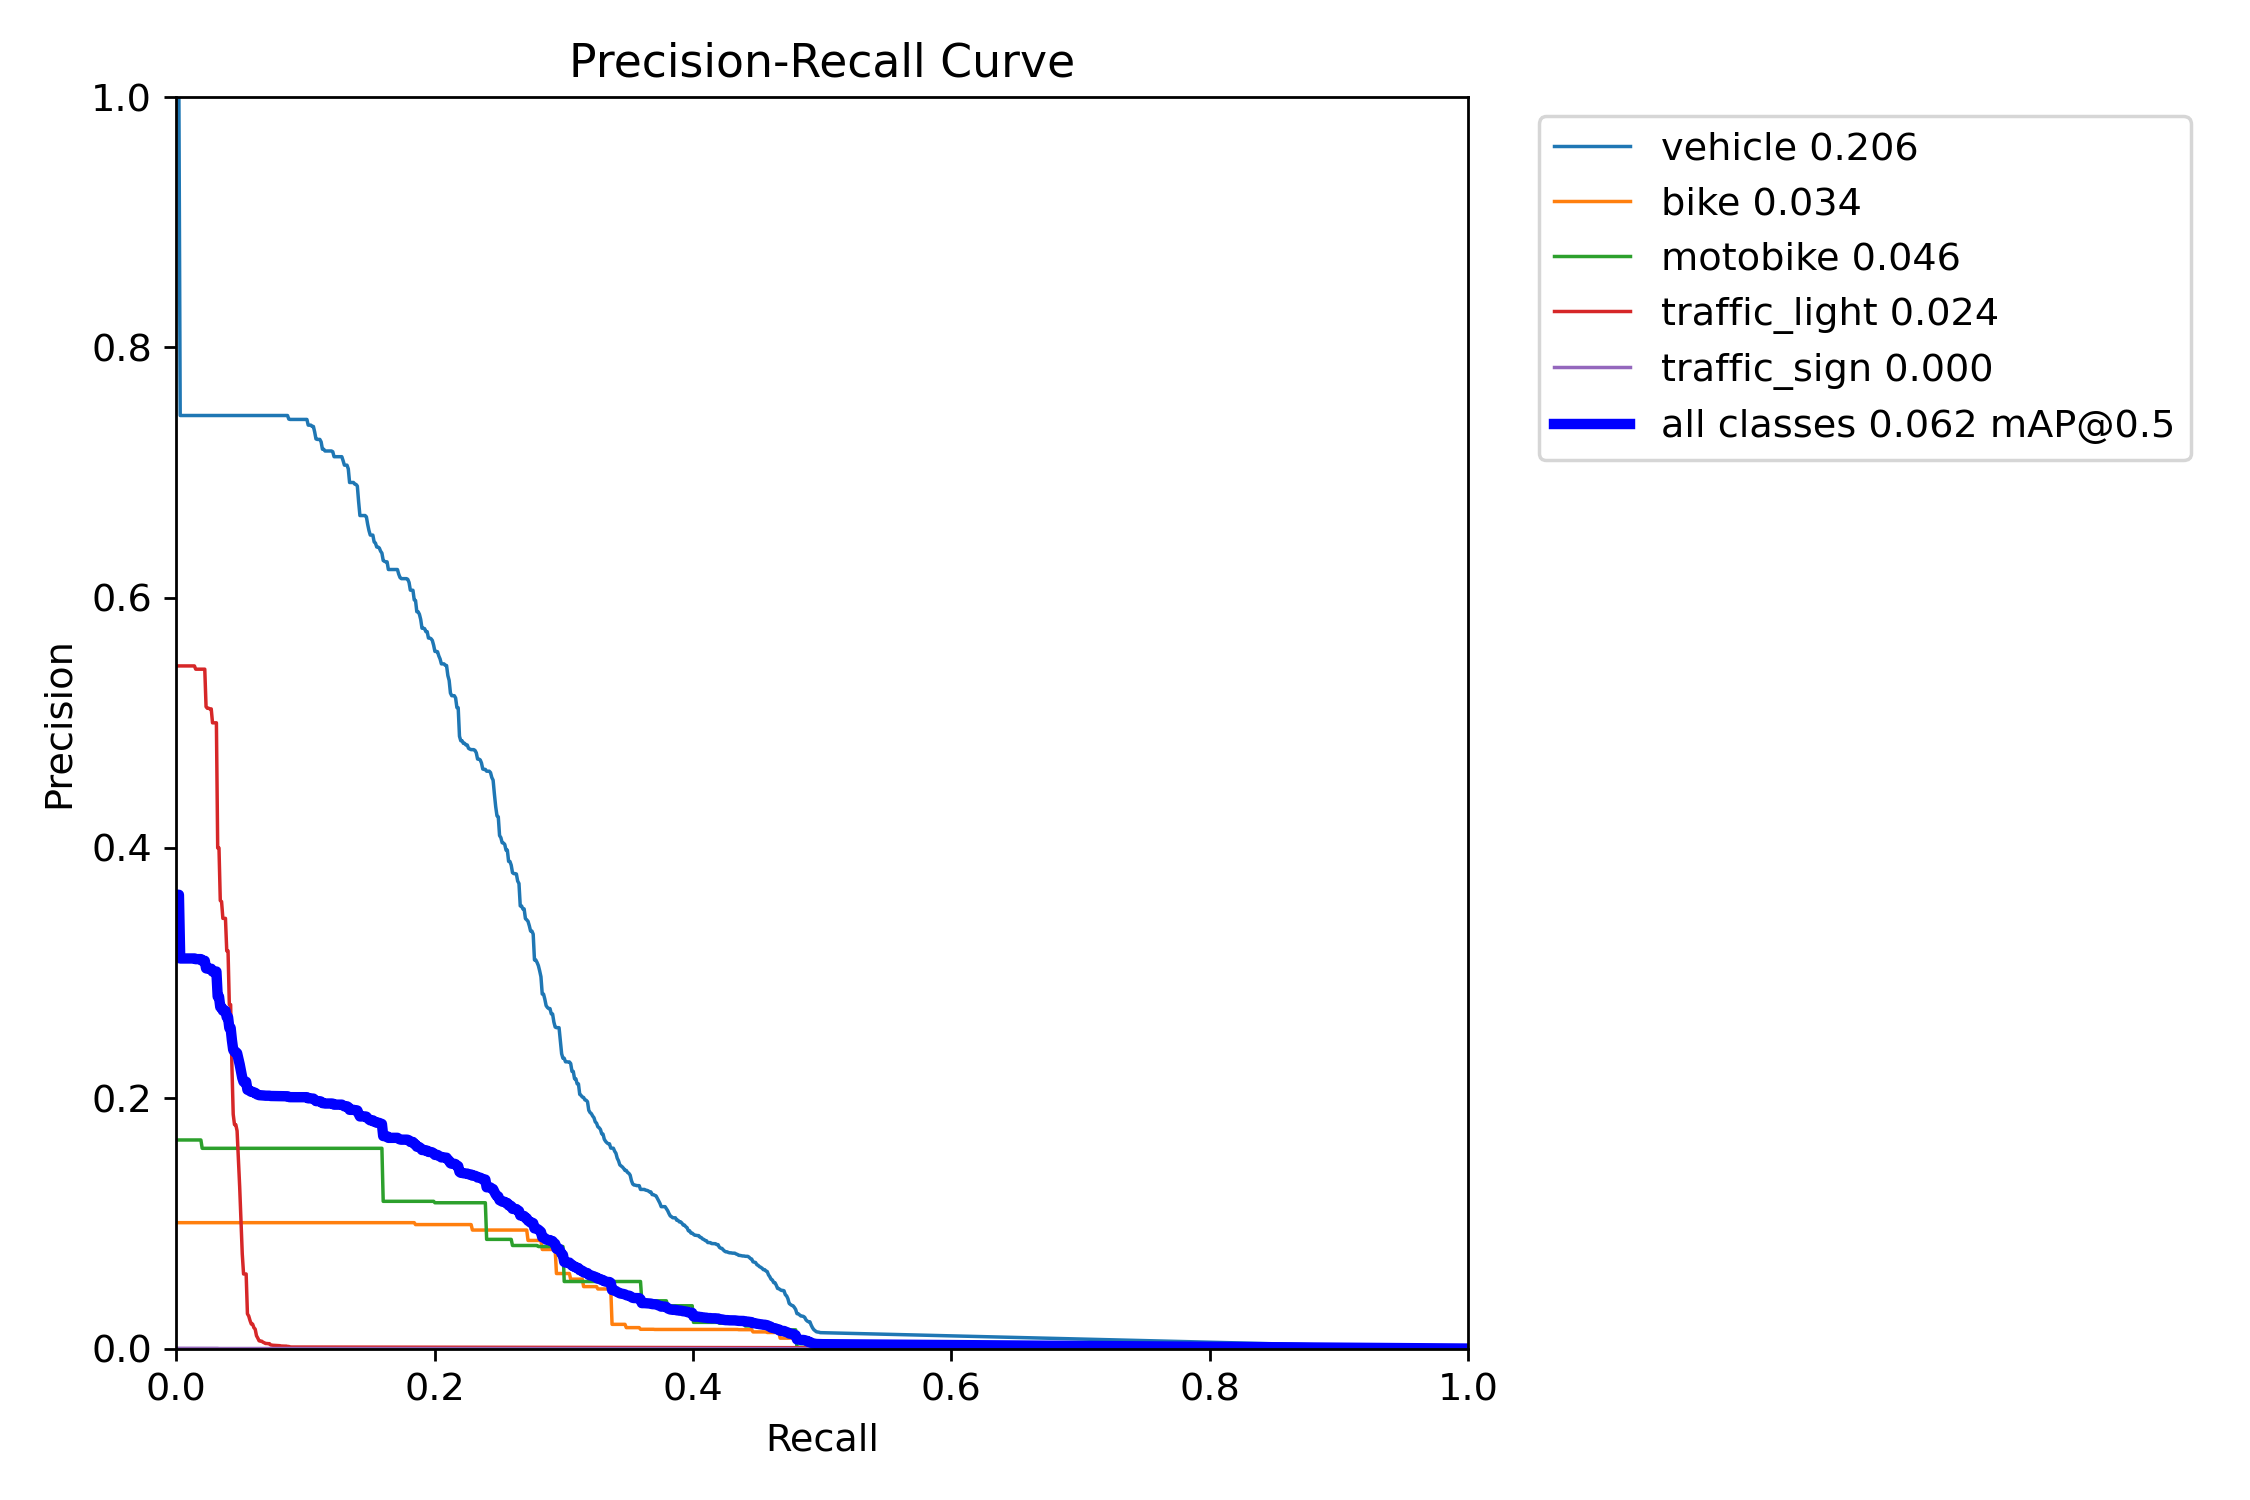 Precision-Recall Curve
1.0
0.8
0.6
0.4
0.2
0.0
Precision
0.0 0.2 0.4 0.6 0.8 1.0
Recall
vehicle 0.206
bike 0.034
motobike 0.046
traffic_light 0.024
traffic_sign 0.000
all classes 0.062 mAP@0.5